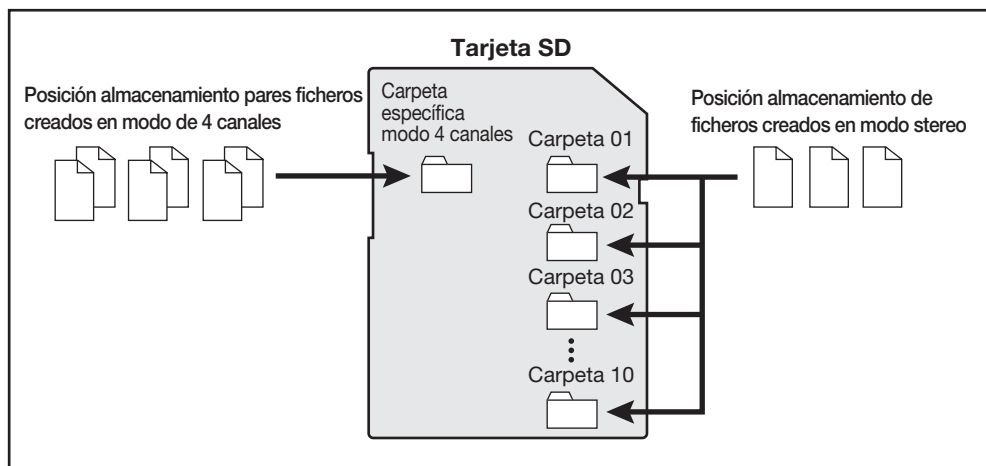 Tarjeta SD
Posición almacenamiento pares ficheros
creados en modo de 4 canales
Carpeta
específica
modo 4 canales
Carpeta 01
Carpeta 02
Carpeta 03
Carpeta 10
Posición almacenamiento de
ficheros creados en modo stereo